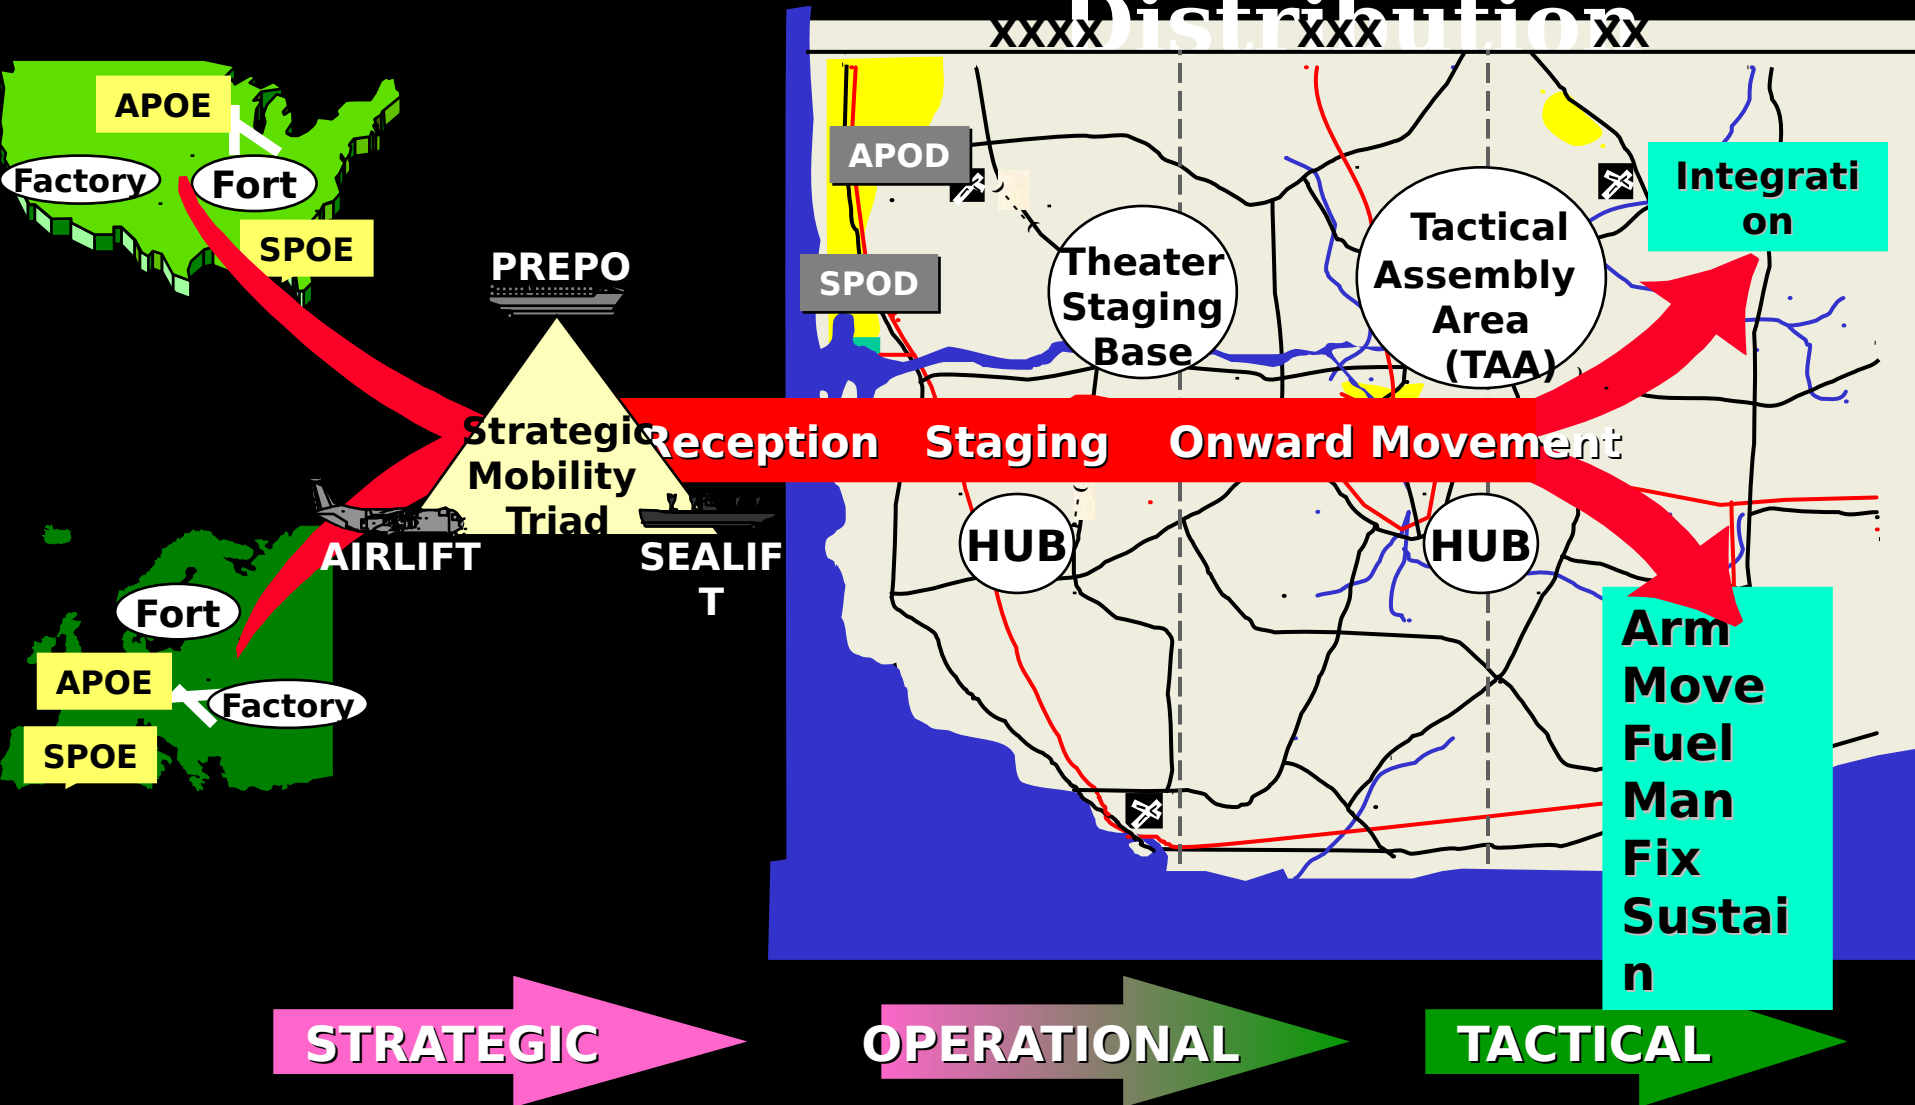 Distribution
XXXX
XXX
XX
APOE
Factory
Fort
SPOE
PREPO
Strategic
Mobility
Triad
AIRLIFT
SEALIF
T
Fort
APOE
Factory
SPOE
APOD
SPOD
Theater
Staging
Base
Tactical
Assembly
Area
(TAA)
Integrati
on
Reception
Staging
Onward Movement
HUB
HUB
Arm
Move
Fuel
Man
Fix
Sustai
n
STRATEGIC
OPERATIONAL
TACTICAL